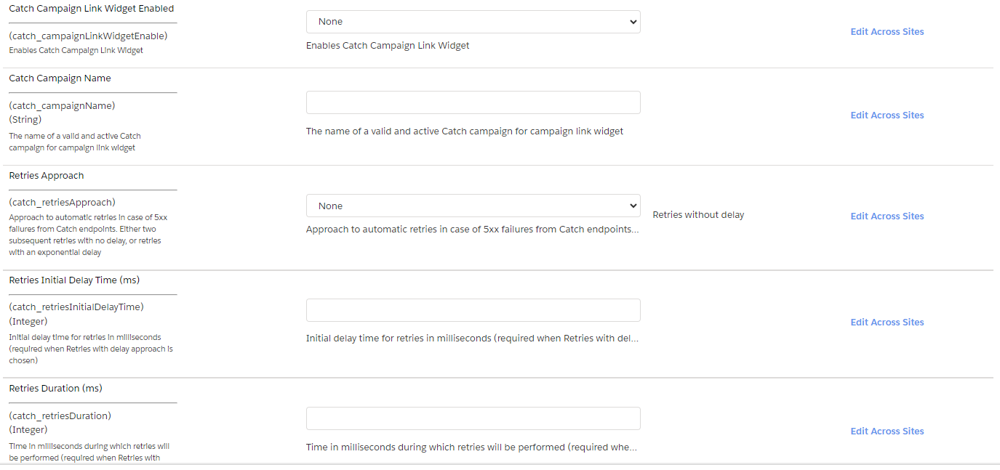 Catch Campaign Link Widget Enabled
(catch_campaignLinkWidgetEnable)
Enables Catch Campaign Link Widget
None
Enables Catch Campaign Link Widget
Edit Across Sites
Catch Campaign Name
(catch_campaignName)
(String)
The name of a valid and active Catch
campaign for campaign link widget
The name of a valid and active Catch campaign for campaign link widget
Edit Across Sites
Retries Approach
(catch_retriesApproach)
Approach to automatic retries in case of 5xx
failures from Catch endpoints. Either two
subsequent retries with no delay, or retries
with an exponential delay
None
Approach to automatic retries in case of 5xx failures from Catch endpoints...
Retries without delay
Edit Across Sites
Retries Initial Delay Time (ms)
(catch_retriesInitialDelayTime)
(Integer)
Initial delay time for retries in milliseconds
(required when Retries with delay approach is
chosen)
Initial delay time for retries in milliseconds (required when Retries with del...
Edit Across Sites
Retries Duration (ms)
(catch_retriesDuration)
(Integer)
Time in milliseconds during which retries will
be performed (required when Retries with
Time in milliseconds during which retries will be performed (required whe...
Edit Across Sites